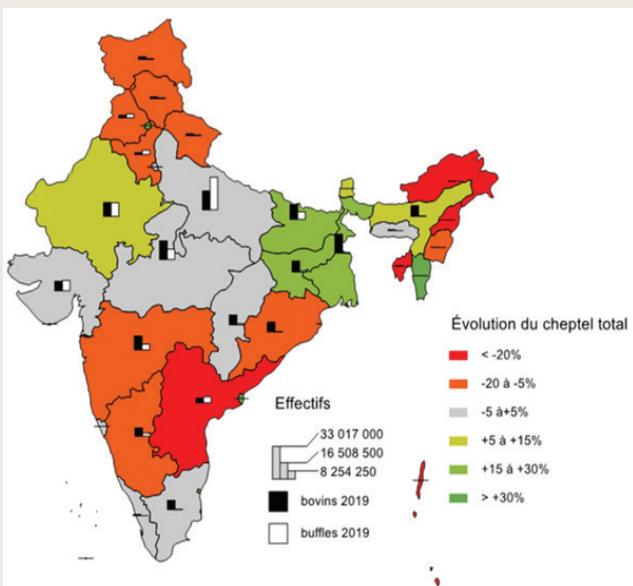 Évolution du cheptel total
< -20%
-20 à -5%
-5 à+5%
+5 à +15%
+15 à +30%
> +30%
Effectifs
33 017 000
16 508 500
8 254 250
bovins 2019
buffles 2019